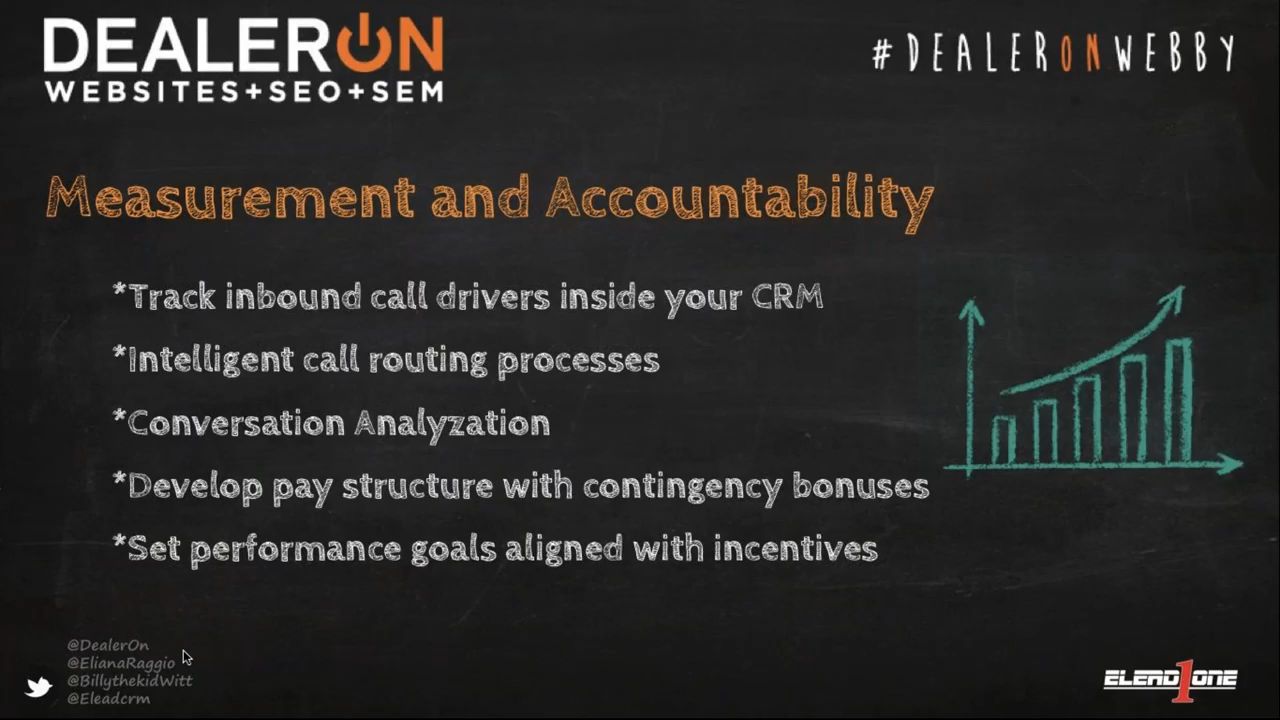 DEALERON
WEBSITES+SEO+SEM
#DEALERONWEBBY
Measurement and Accountability
*Track inbound call drivers inside your CRM
*Intelligent call routing processes
*Conversation Analyzation
*Develop pay structure with contingency bonuses
*Set performance goals aligned with incentives
@DealerOn
@ElianaRaggio
@BillythekidWitt
@Eleadcrm
ELEAD1ONE